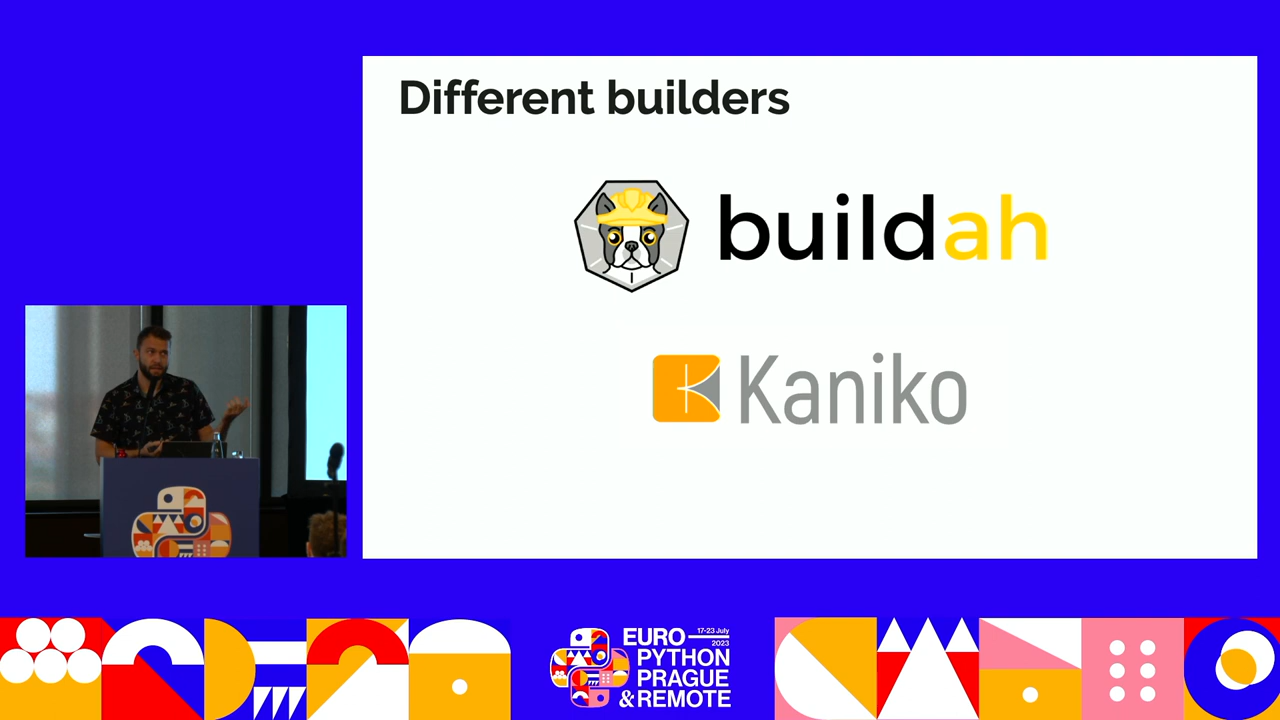 Different builders
buildah
Kaniko
EURO
17-23 July
2023
PYTHON
PRAGUE
& REMOTE